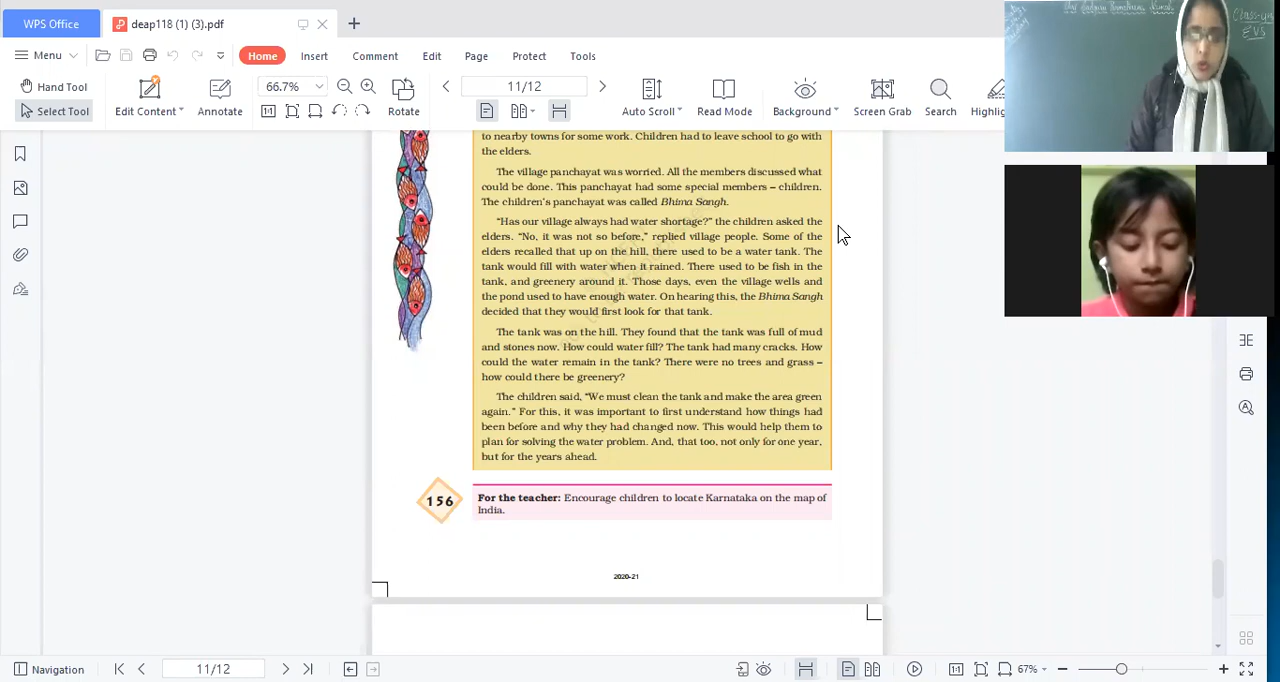 WPS Office
deap118 (1) (3).pdf
Menu
Home
Insert
Comment
Edit
Page
Protect
Tools
Hand Tool
66.7%
11/12
Select Tool
Edit Content
Annotate
Rotate
Auto Scroll
Read Mode
Background
Screen Grab
Search
Highlig
Class-
EVS
to nearby towns for some work. Children had to leave school to go with
the elders.
The village panchayat was worried. All the members discussed what
could be done. This panchayat had some special members – children.
The children's panchayat was called Bhima Sangh.
"Has our village always had water shortage?" the children asked the
elders. "No, it was not so before," replied village people. Some of the
elders recalled that up on the hill, there used to be a water tank. The
tank would fill with water when it rained. There used to be fish in the
tank, and greenery around it. Those days, even the village wells and
the pond used to have enough water. On hearing this, the Bhima Sangh
decided that they would first look for that tank.
The tank was on the hill. They found that the tank was full of mud
and stones now. How could water fill? The tank had many cracks. How
could the water remain in the tank? There were no trees and grass –
how could there be greenery?
The children said, "We must clean the tank and make the area green
again." For this, it was important to first understand how things had
been before and why they had changed now. This would help them to
plan for solving the water problem. And, that too, not only for one year,
but for the years ahead.
156
For the teacher: Encourage children to locate Karnataka on the map of
India.
2020-21
Navigation
11/12
67%